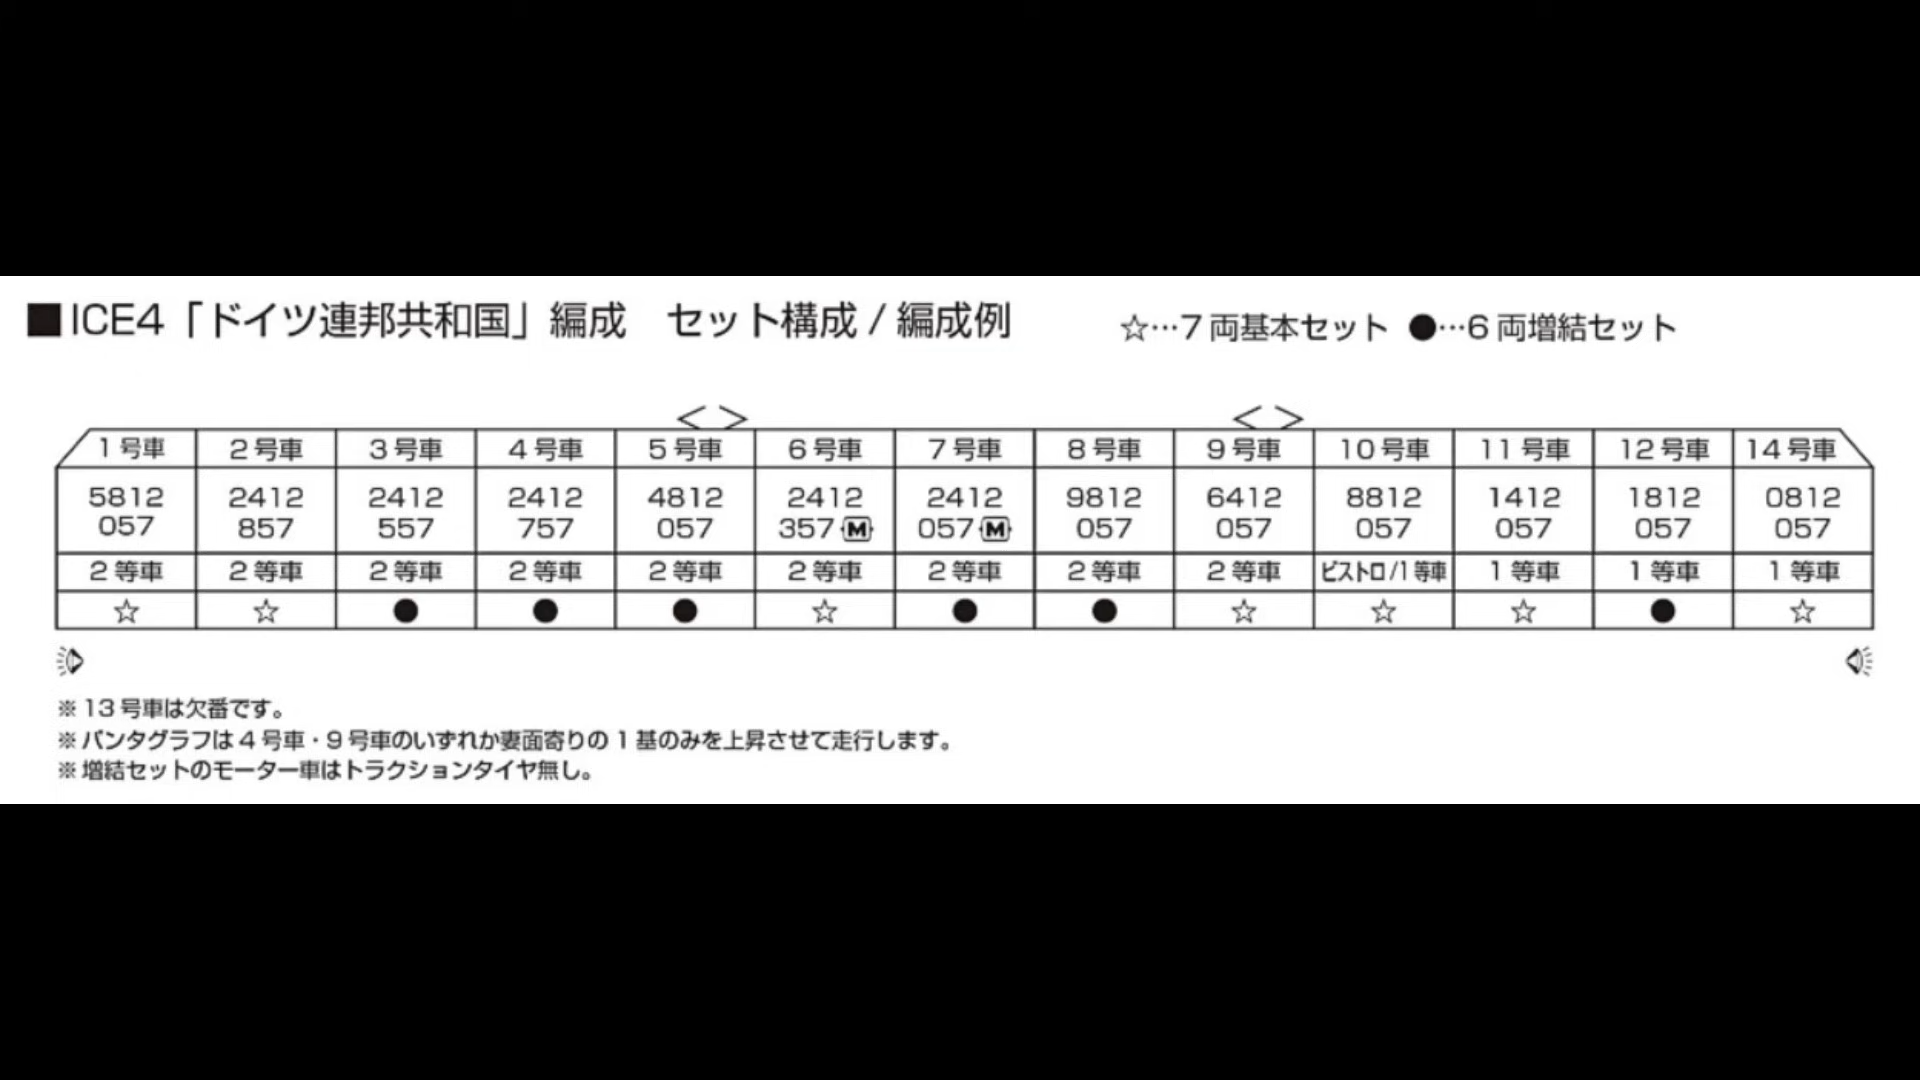 ■ICE4「ドイツ連邦共和国」編成　セット構成 / 編成例
☆…7 両基本セット ●…6 両増結セット
1 号車 2 号車 3 号車 4 号車 5 号車 6 号車 7 号車 8 号車 9 号車 10 号車 11 号車 12 号車 14 号車
5812 2412 2412 2412 4812 2412 2412 9812 6412 8812 1412 1812 0812
057 857 557 757 057 357 M 057 M 057 057 057 057 057 057
2 等車 2 等車 2 等車 2 等車 2 等車 2 等車 2 等車 2 等車 2 等車 ビストロ/1 等車 1 等車 1 等車 1 等車
☆ ☆ ● ● ● ☆ ● ● ☆ ☆ ☆ ● ☆
※ 13 号車は欠番です。
※ パンタグラフは 4 号車・9 号車のいずれか妻面寄りの 1 基のみを上昇させて走行します。
※ 増結セットのモーター車はトラクションタイヤ無し。